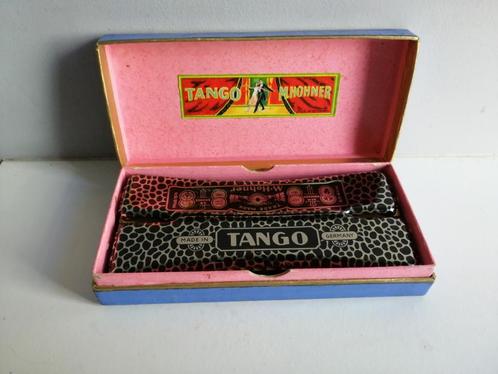 TANGO M.HOHNER
M.Hohner
MADE IN TANGO GERMANY